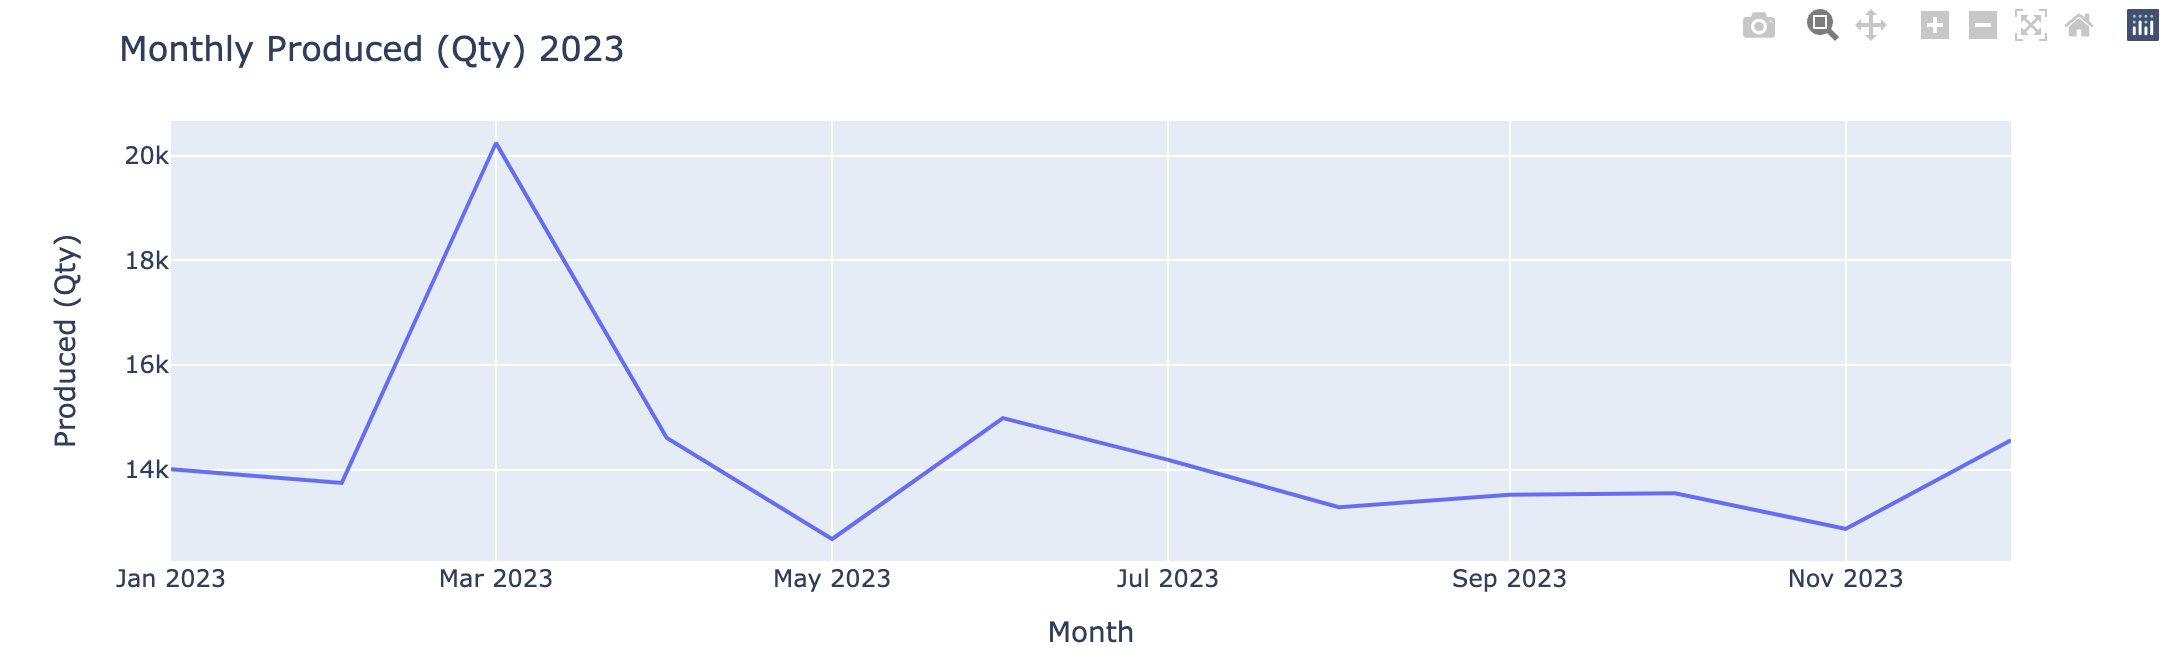 Monthly Produced (Qty) 2023
20k
18k
16k
14k
Produced (Qty)
Jan 2023
Mar 2023
May 2023
Jul 2023
Sep 2023
Nov 2023
Month